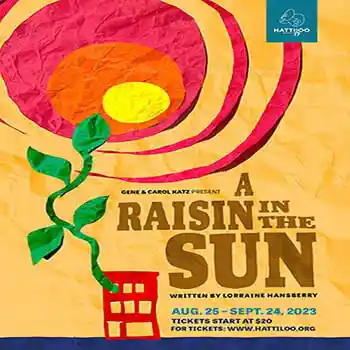 HATTILOO
GENE & CAROL KATZ PRESENT
A
RAISIN IN
THE
SUN
WRITTEN BY LORRAINE HANSBERRY
AUG. 25 – SEPT. 24, 2023
TICKETS START AT $20
FOR TICKETS: WWW.HATTILOO.ORG